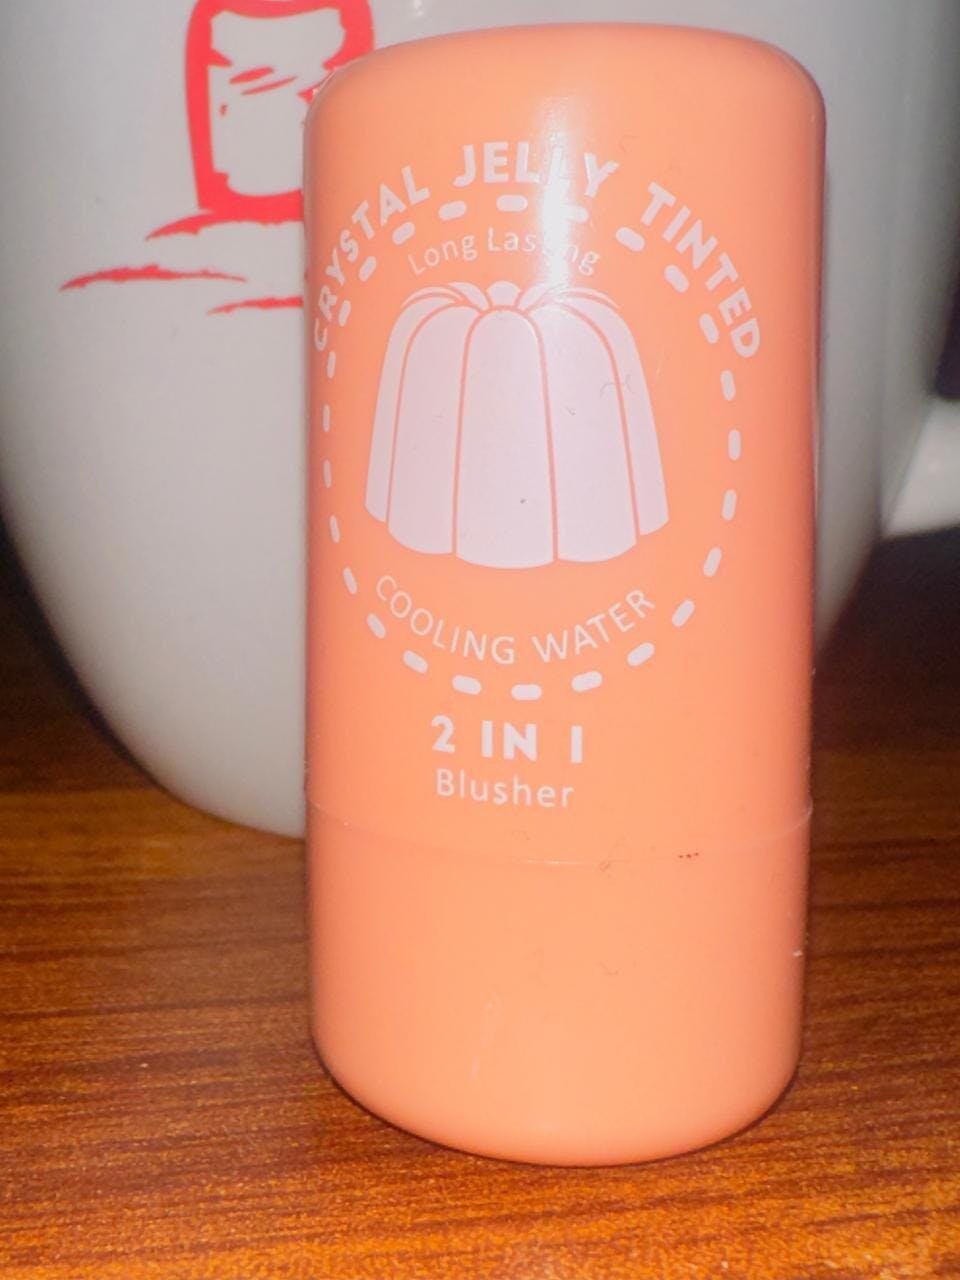 CRYSTAL JELLY TINTED
Long Lasting
COOLING WATER
2 IN 1
Blusher